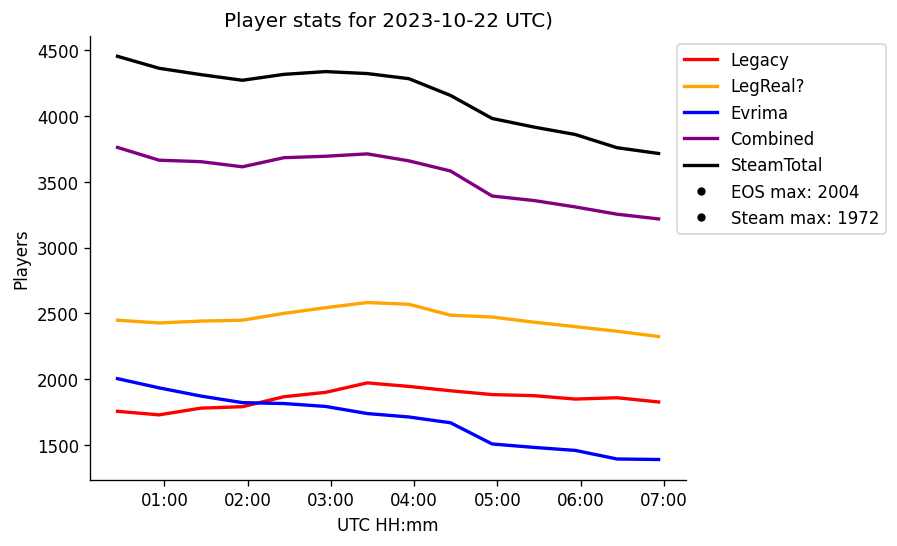 Player stats for 2023-10-22 UTC)
4500
4000
3500
3000
2500
2000
1500
Players
01:00 02:00 03:00 04:00 05:00 06:00 07:00
UTC HH:mm
Legacy
LegReal?
Evrima
Combined
SteamTotal
EOS max: 2004
Steam max: 1972